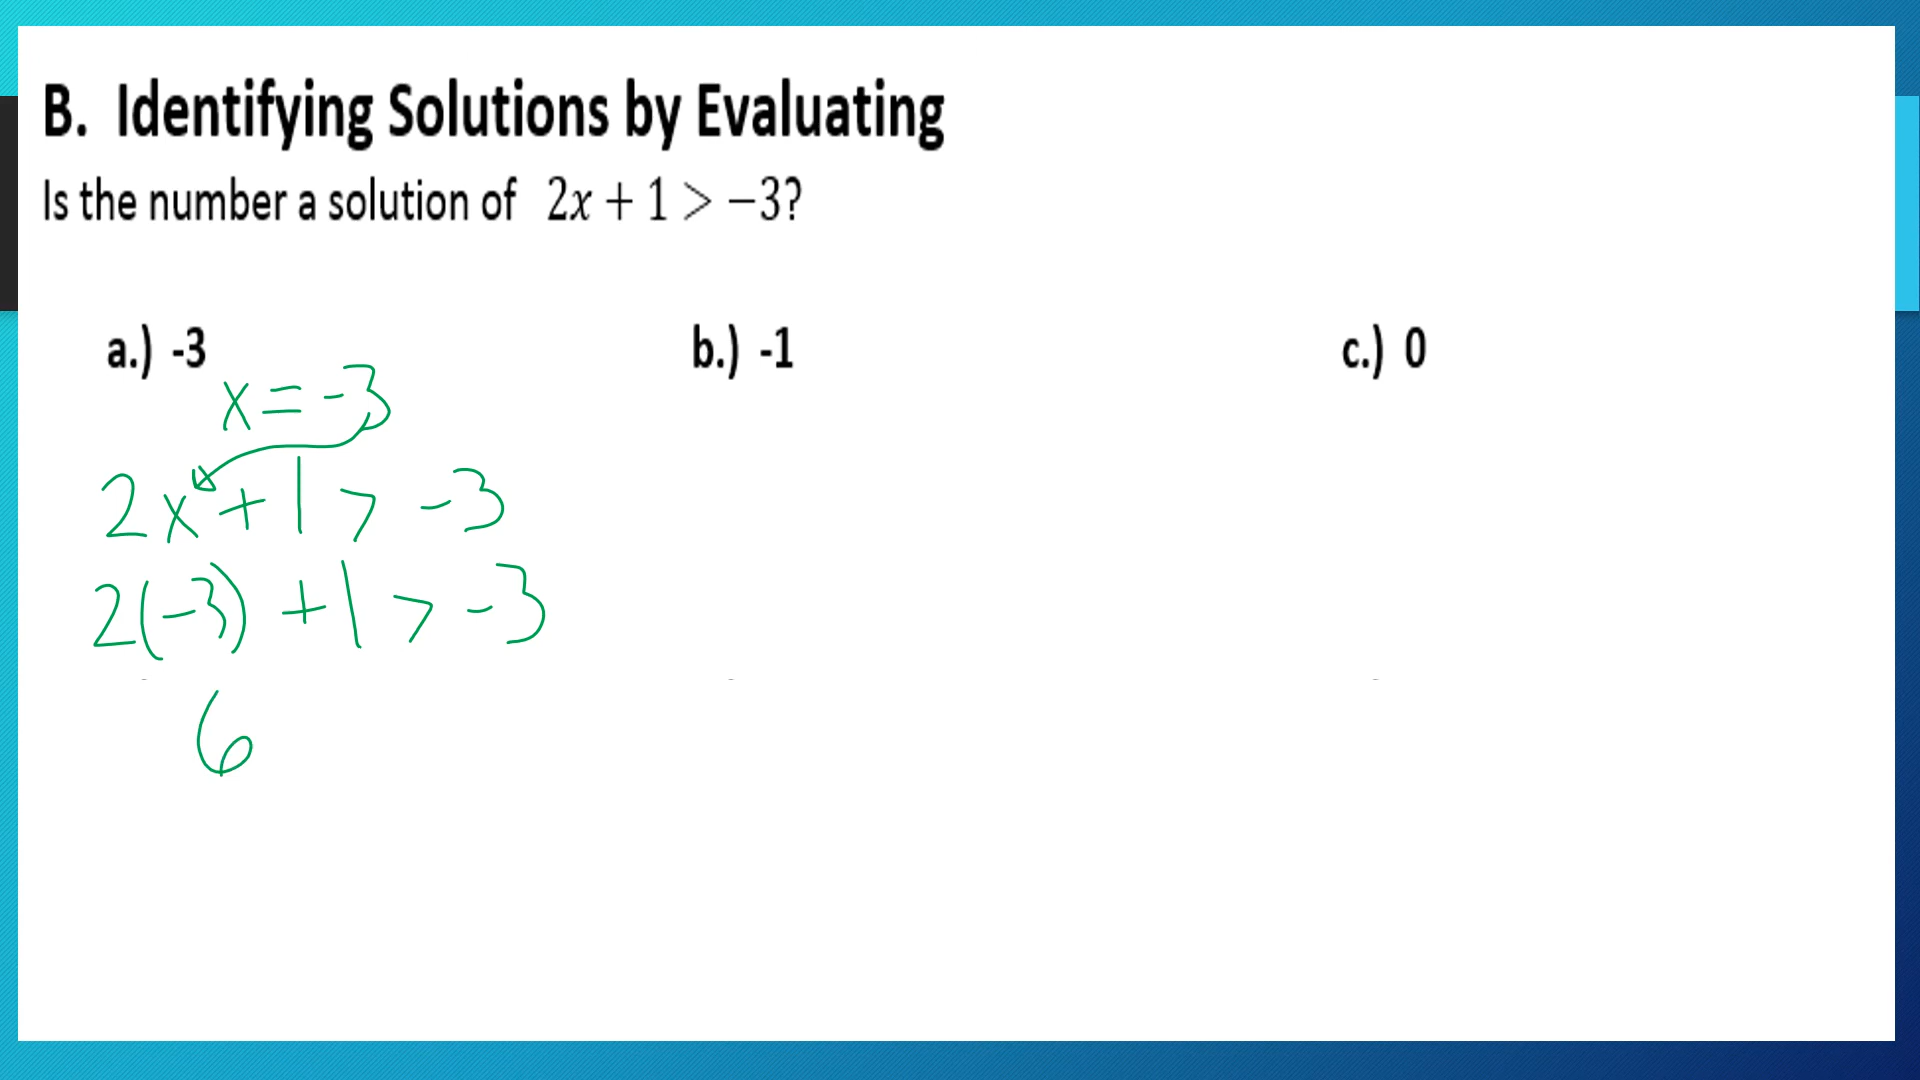 B. Identifying Solutions by Evaluating
Is the number a solution of 2x + 1 > −3?
a.) -3
b.) -1
c.) 0
x = -3
2x + 1 > -3
2(-3) + 1 > -3
6